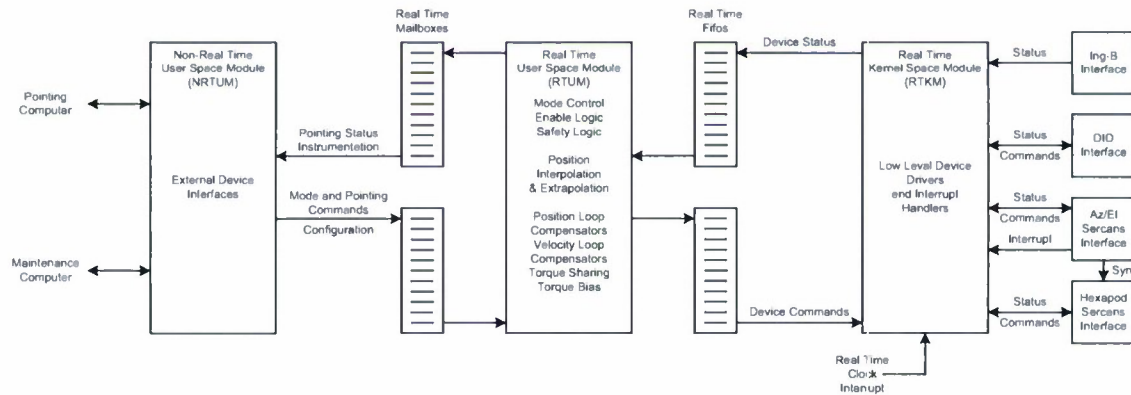 Real Time
Mailboxes
Real Time
Fifos
Non-Real Time
User Space Module
(NRTUM)
External Device
Interfaces
Pointing
Computer
Maintenance
Computer
Pointing Status
Instrumentation
Mode and Pointing
Commands
Configuration
Real Time
User Space Module
(RTUM)
Mode Control
Enable Logic
Safety Logic
Position
Interpolation
& Extrapolation
Position Loop
Compensators
Velocity Loop
Compensators
Torque Sharing
Torque Bias
Device Status
Device Commands
Real Time
Kernel Space Module
(RTKM)
Low Level Device
Drivers
and Interrupt
Handlers
Real Time
Clock
Interrupt
Status
Ing-B
Interface
Status
Commands
DIO
Interface
Status
Commands
Interrupt
Az/El
Sercans
Interface
Status
Commands
Hexapod
Sercans
Interface